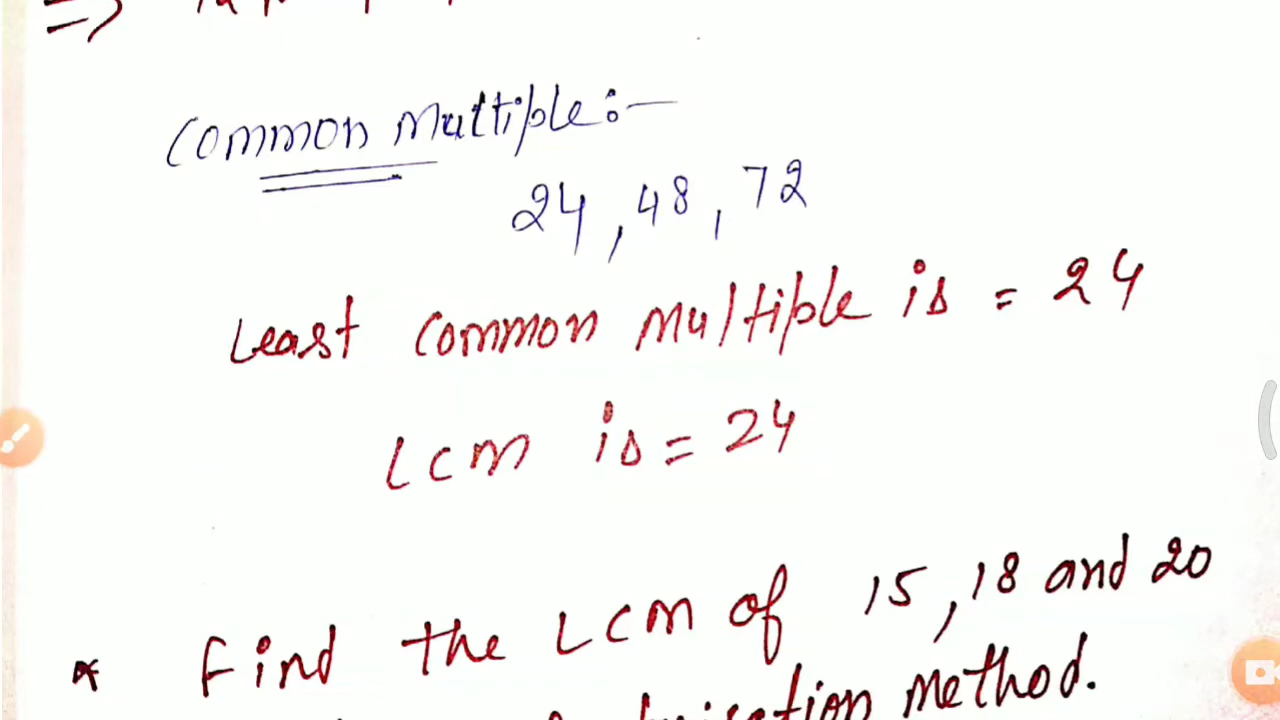 Common Multiple:-
24, 48, 72
Least common multiple is = 24
LCM is = 24
* Find the LCM of 15, 18 and 20
method.